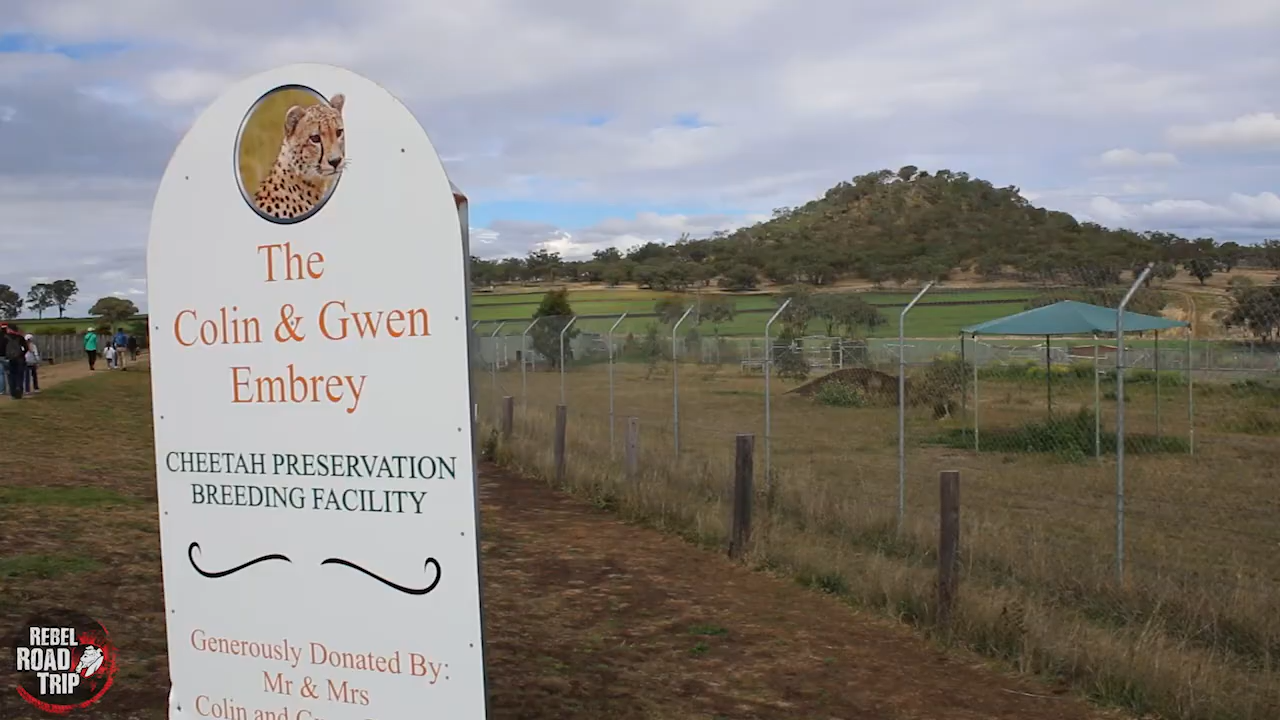 The
Colin & Gwen
Embrey
CHEETAH PRESERVATION
BREEDING FACILITY
Generously Donated By:
Mr & Mrs
Colin and
REBEL
ROAD
TRIP